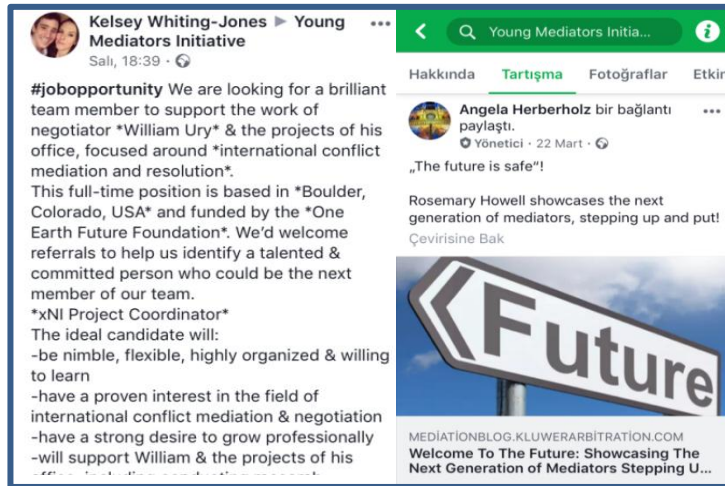 Kelsey Whiting-Jones ▶ Young
Mediators Initiative
Salı, 18:39 ·
#jobopportunity We are looking for a brilliant
team member to support the work of
negotiator *William Ury* & the projects of his
office, focused around *international conflict
mediation and resolution*.
This full-time position is based in *Boulder,
Colorado, USA* and funded by the *One
Earth Future Foundation*. We'd welcome
referrals to help us identify a talented &
committed person who could be the next
member of our team.
*xNI Project Coordinator*
The ideal candidate will:
-be nimble, flexible, highly organized & willing
to learn
-have a proven interest in the field of
international conflict mediation & negotiation
-have a strong desire to grow professionally
-will support William & the projects of his
Young Mediators Initia...
Hakkında Tartışma Fotoğraflar Etkin
Angela Herberholz bir bağlantı
paylaştı.
Yönetici · 22 Mart ·
„The future is safe"!
Rosemary Howell showcases the next
generation of mediators, stepping up and put!
Çevirisine Bak
Future
MEDİATİONBLOG.KLUWERARBİTRATİON.COM
Welcome To The Future: Showcasing The
Next Generation of Mediators Stepping U...